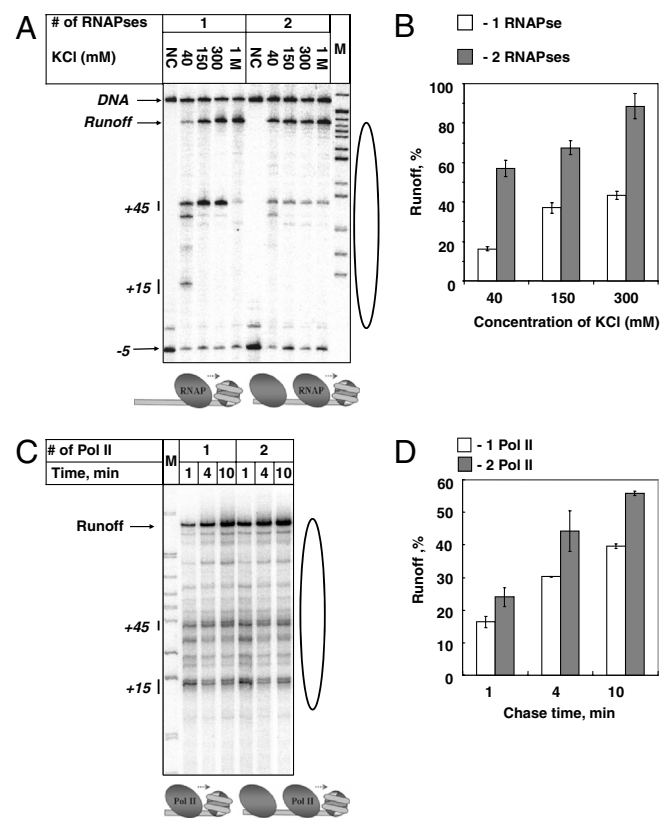 A
# of RNAPses 1 2 M
KCl (mM) NC 40 150 300 1 M NC 40 150 300 1 M
DNA
Runoff
+45
+15
-5
RNAP RNAP
B
- 1 RNAPse
- 2 RNAPses
Runoff, %
100
80
60
40
20
0
40 150 300
Concentration of KCl (mM)
C
# of Pol II M 1 2
Time, min 1 4 10 1 4 10
Runoff
+45
+15
Pol II Pol II
D
- 1 Pol II
- 2 Pol II
Runoff ,%
60
50
40
30
20
10
0
1 4 10
Chase time, min